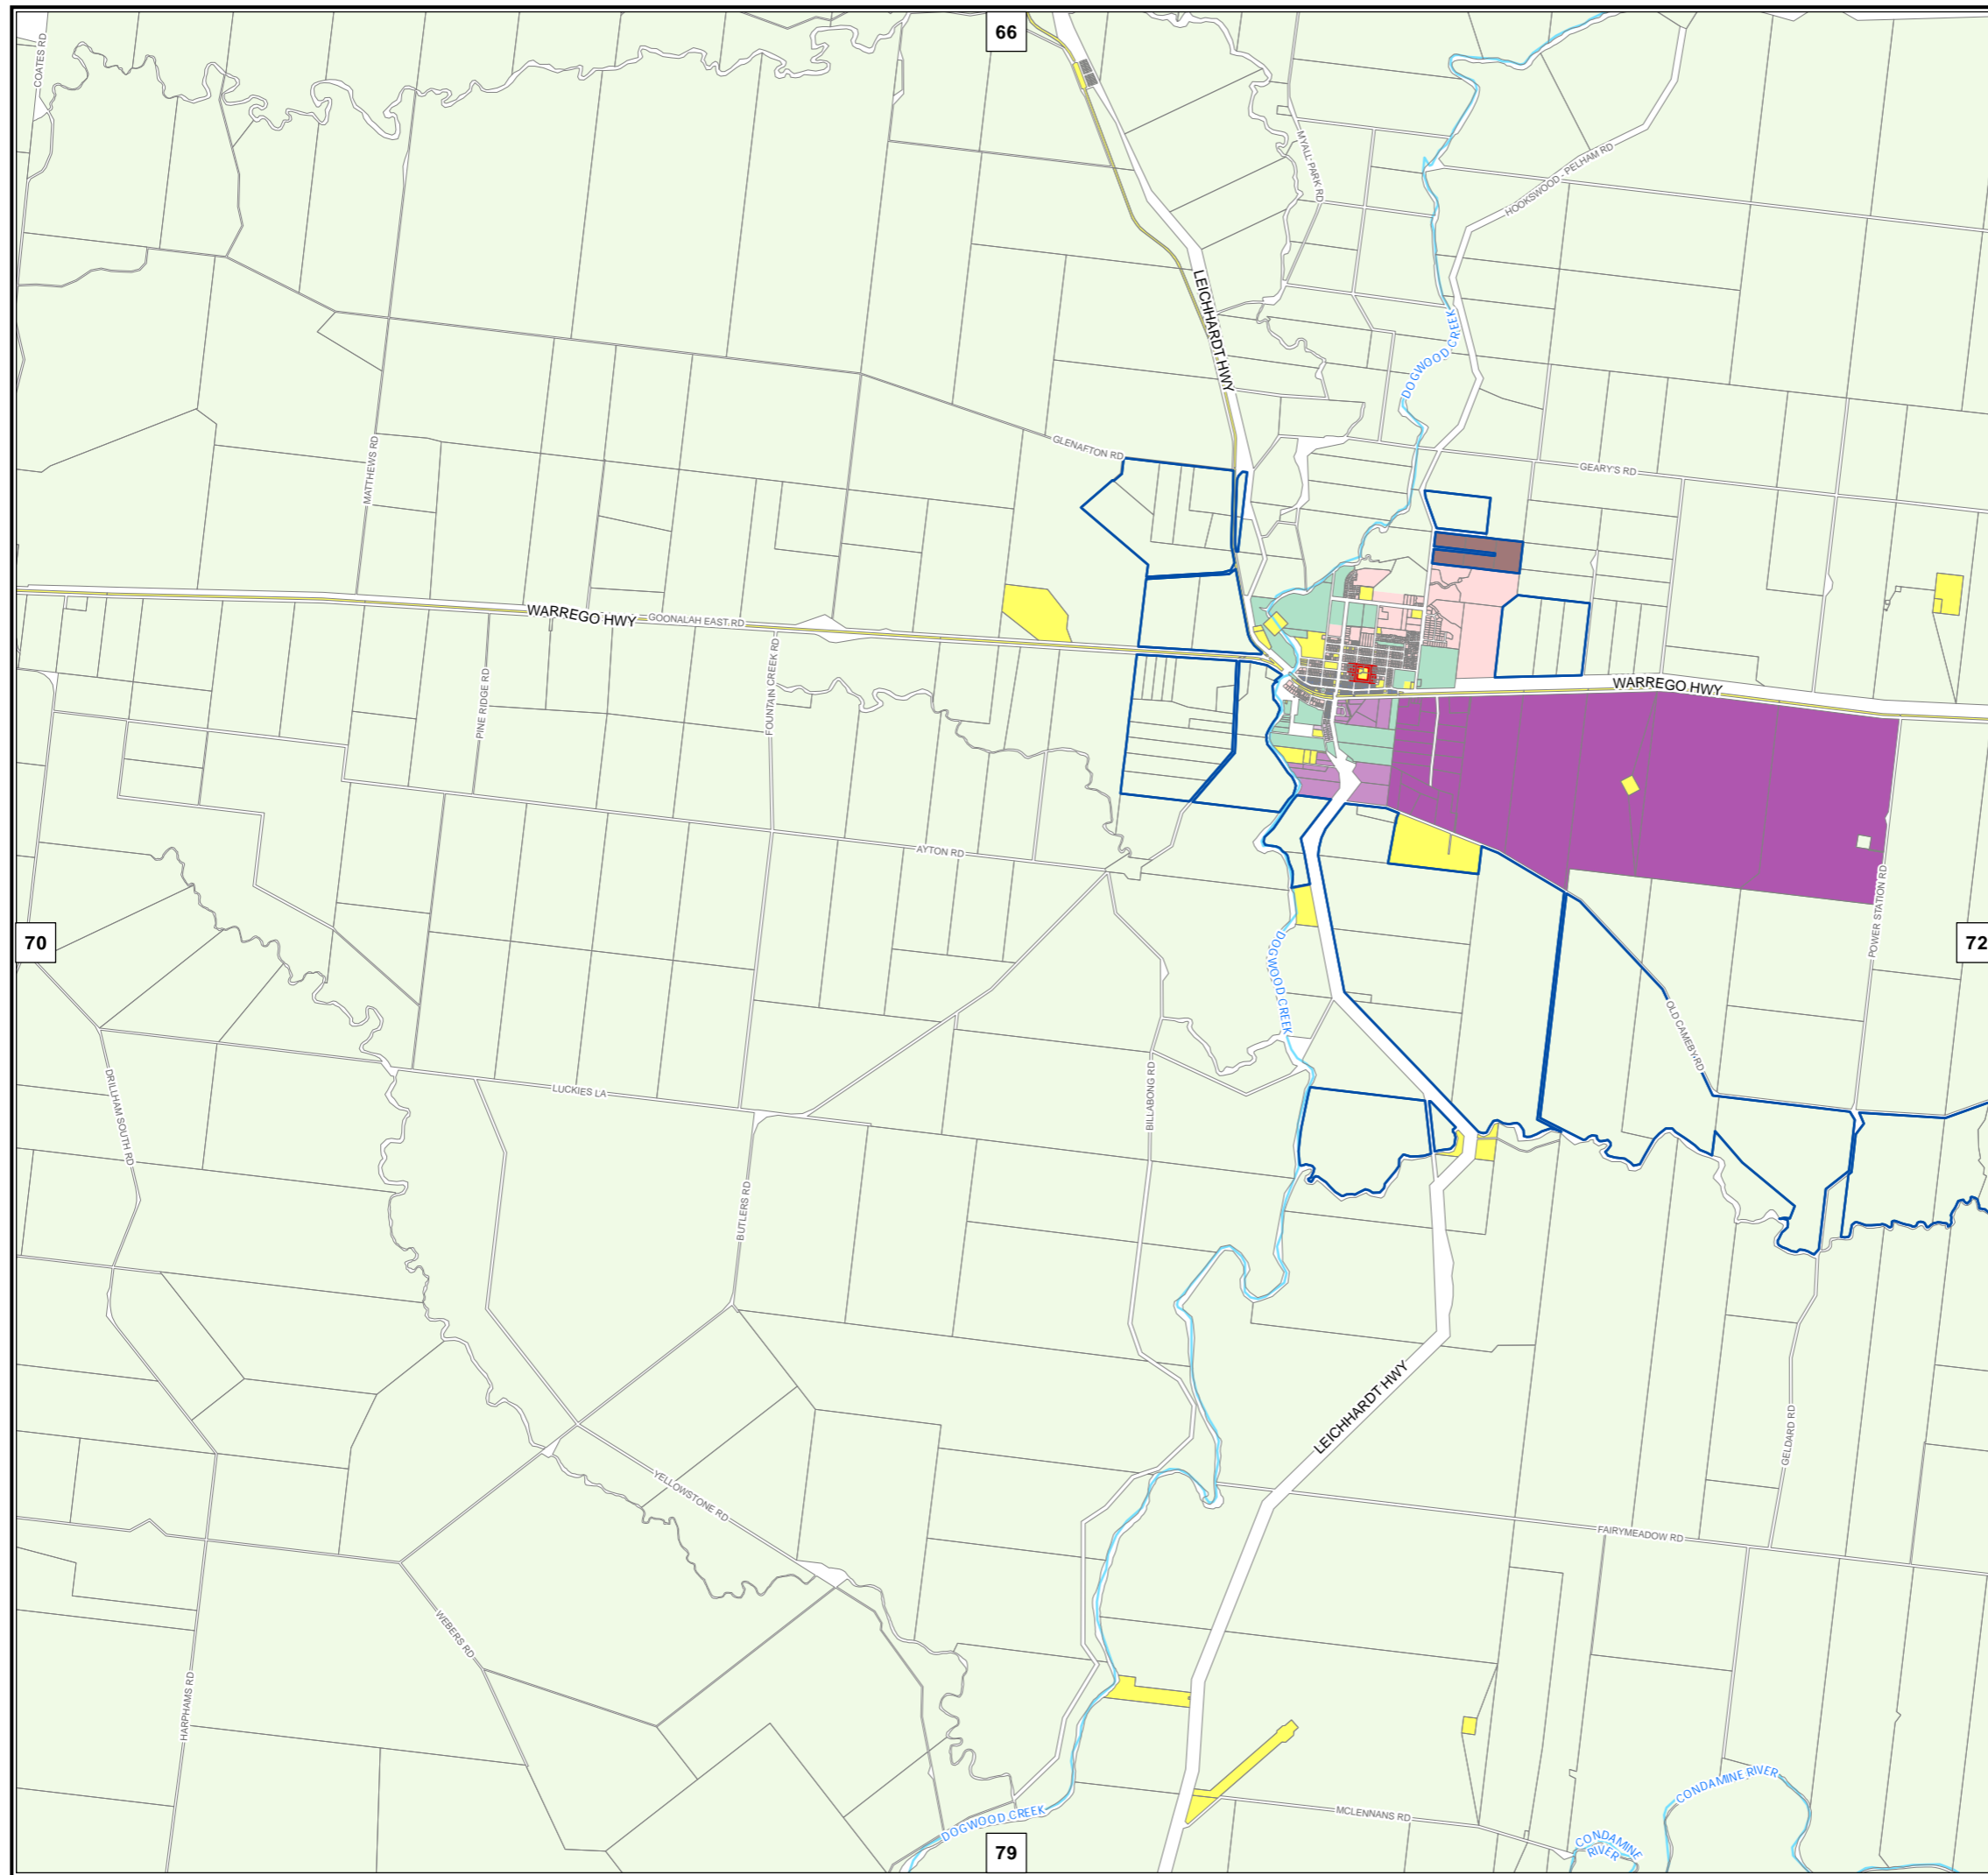 66
COATES RD
MYALL PARK RD
HOOKSWOOD - PELHAM RD
LEICHHARDT HWY
DOGWOOD CREEK
GLENAFTON RD
MATTHEWS RD
GEARY'S RD
WARREGO HWY
GOONALAH EAST RD
FOUNTAIN CREEK RD
PINE RIDGE RD
WARREGO HWY
AYTON RD
POWER STATION RD
70
72
DOGWOOD CREEK
OLD CAMEBY RD
DRILLHAM SOUTH RD
LUCKIES LA
BILLABONG RD
BUTLERS RD
LEICHHARDT HWY
GELDARD RD
YELLOWSTONE RD
FAIRYMEADOW RD
WEBERS RD
HARPHAMS RD
CONDAMINE RIVER
MCLENNANS RD
DOGWOOD CREEK
CONDAMINE
RIVER
79